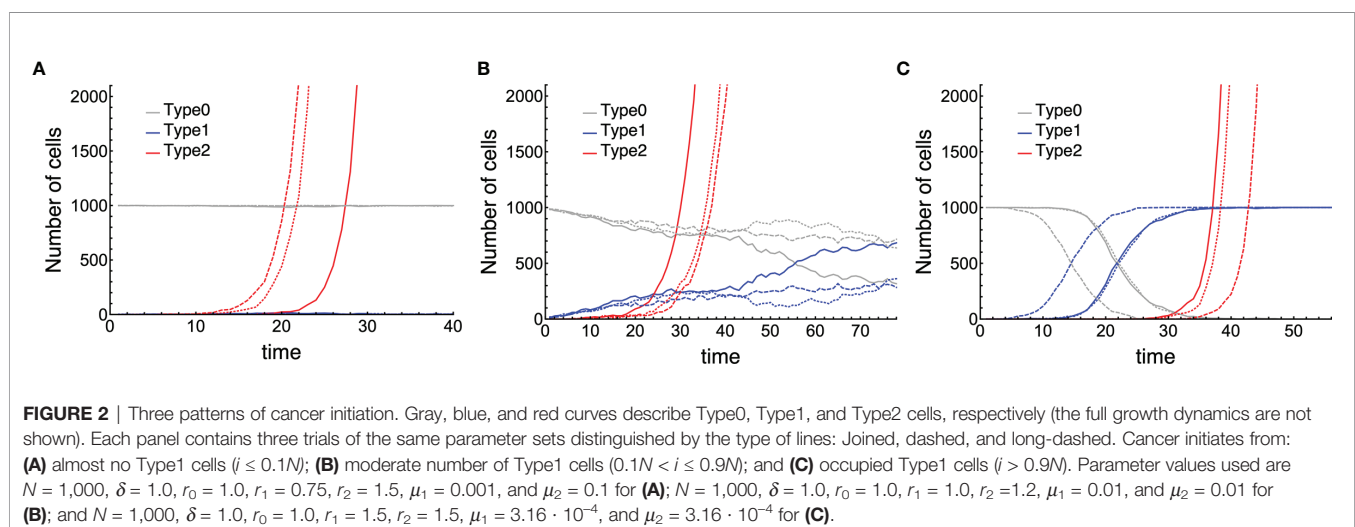 A
B
C
2000
1500
1000
500
0
Number of cells
Type0
Type1
Type2
0 10 20 30 40
time
2000
1500
1000
500
0
Number of cells
Type0
Type1
Type2
0 10 20 30 40 50 60 70
time
2000
1500
1000
500
0
Number of cells
Type0
Type1
Type2
0 10 20 30 40 50
time
FIGURE 2 | Three patterns of cancer initiation. Gray, blue, and red curves describe Type0, Type1, and Type2 cells, respectively (the full growth dynamics are not
shown). Each panel contains three trials of the same parameter sets distinguished by the type of lines: Joined, dashed, and long-dashed. Cancer initiates from:
(A) almost no Type1 cells (i ≤ 0.1N); (B) moderate number of Type1 cells (0.1N < i ≤ 0.9N); and (C) occupied Type1 cells (i > 0.9N). Parameter values used are
N = 1,000, δ = 1.0, r₀ = 1.0, r₁ = 0.75, r₂ = 1.5, μ₁ = 0.001, and μ₂ = 0.1 for (A); N = 1,000, δ = 1.0, r₀ = 1.0, r₁ = 1.0, r₂ =1.2, μ₁ = 0.01, and μ₂ = 0.01 for
(B); and N = 1,000, δ = 1.0, r₀ = 1.0, r₁ = 1.5, r₂ = 1.5, μ₁ = 3.16 · 10⁻⁴, and μ₂ = 3.16 · 10⁻⁴ for (C).